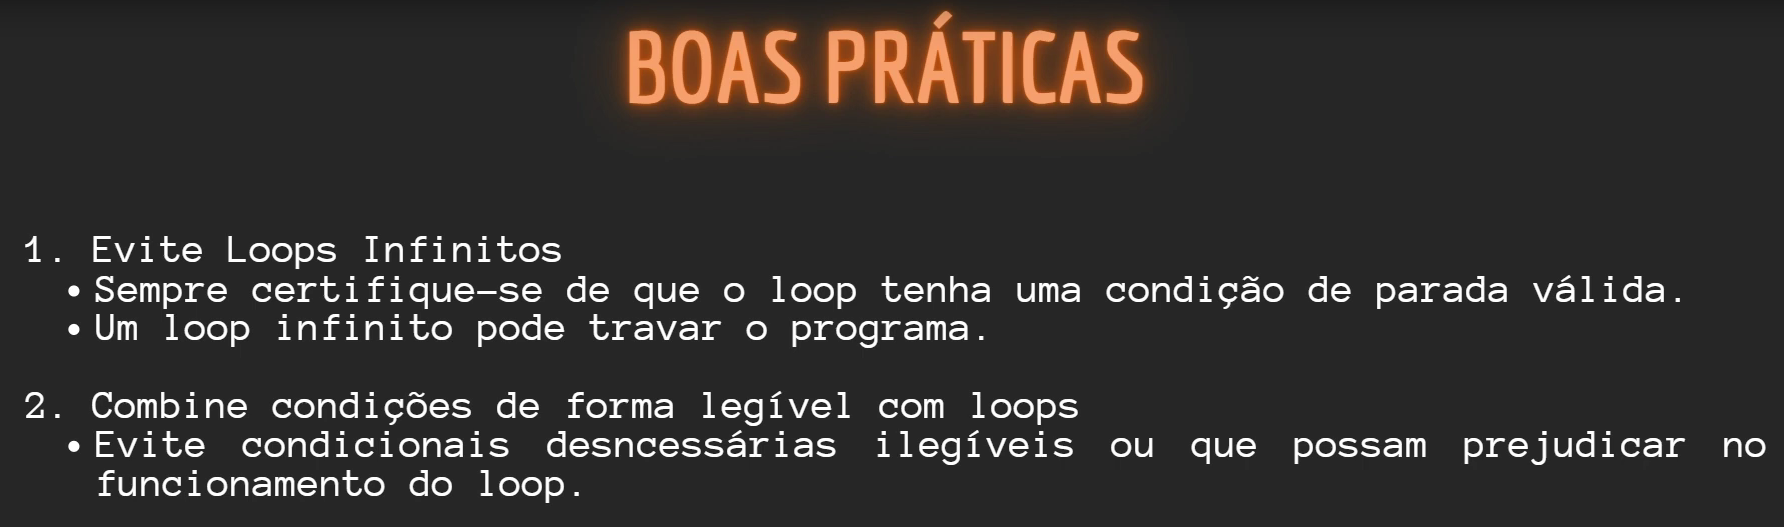 BOAS PRÁTICAS
1. Evite Loops Infinitos
• Sempre certifique-se de que o loop tenha uma condição de parada válida.
• Um loop infinito pode travar o programa.
2. Combine condições de forma legível com loops
• Evite condicionais desncessárias ilegíveis ou que possam prejudicar no
funcionamento do loop.